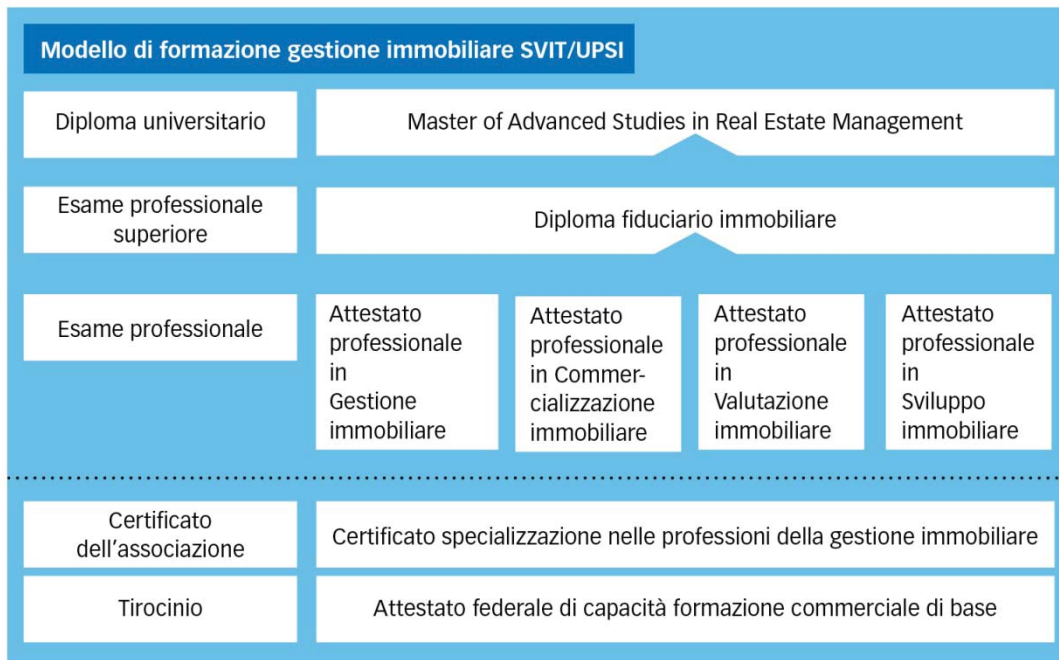 Modello di formazione gestione immobiliare SVIT/UPSI
Diploma universitario
Master of Advanced Studies in Real Estate Management
Esame professionale
superiore
Diploma fiduciario immobiliare
Esame professionale
Attestato
professionale
in
Gestione
immobiliare
Attestato
professionale
in Commer-
cializzazione
immobiliare
Attestato
professionale
in
Valutazione
immobiliare
Attestato
professionale
in
Sviluppo
immobiliare
Certificato
dell'associazione
Certificato specializzazione nelle professioni della gestione immobiliare
Tirocinio
Attestato federale di capacità formazione commerciale di base